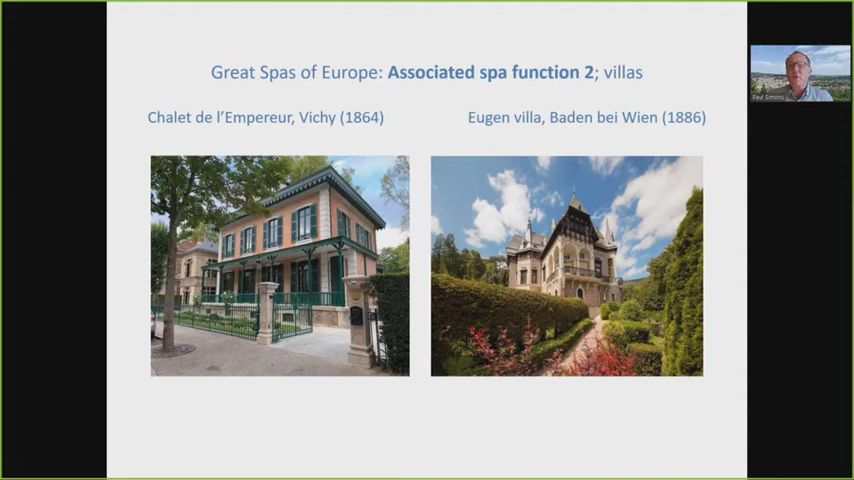 Great Spas of Europe: Associated spa function 2; villas
Chalet de l'Empereur, Vichy (1864)
Eugen villa, Baden bei Wien (1886)
Paul Simons